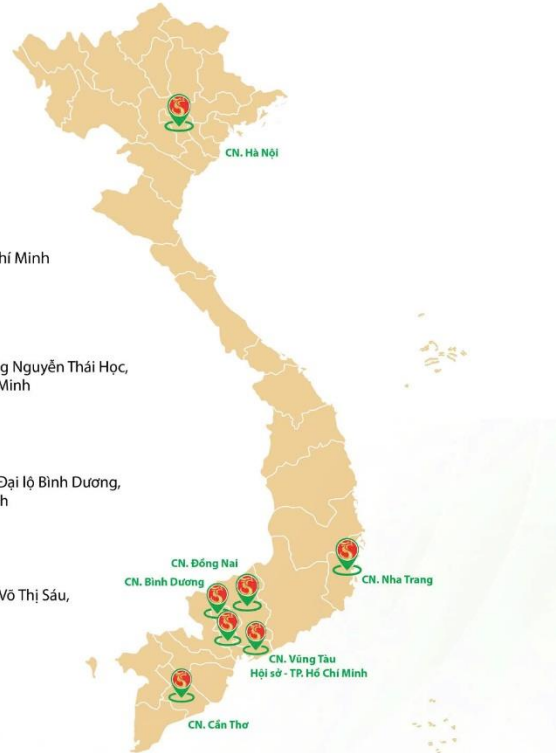 CN. Hà Nội
hí Minh
g Nguyễn Thái Học,
Minh
Đại lộ Bình Dương,
h
Võ Thị Sáu,
CN. Đồng Nai
CN. Bình Dương
CN. Nha Trang
CN. Vũng Tàu
Hội sở - TP. Hồ Chí Minh
CN. Cần Thơ